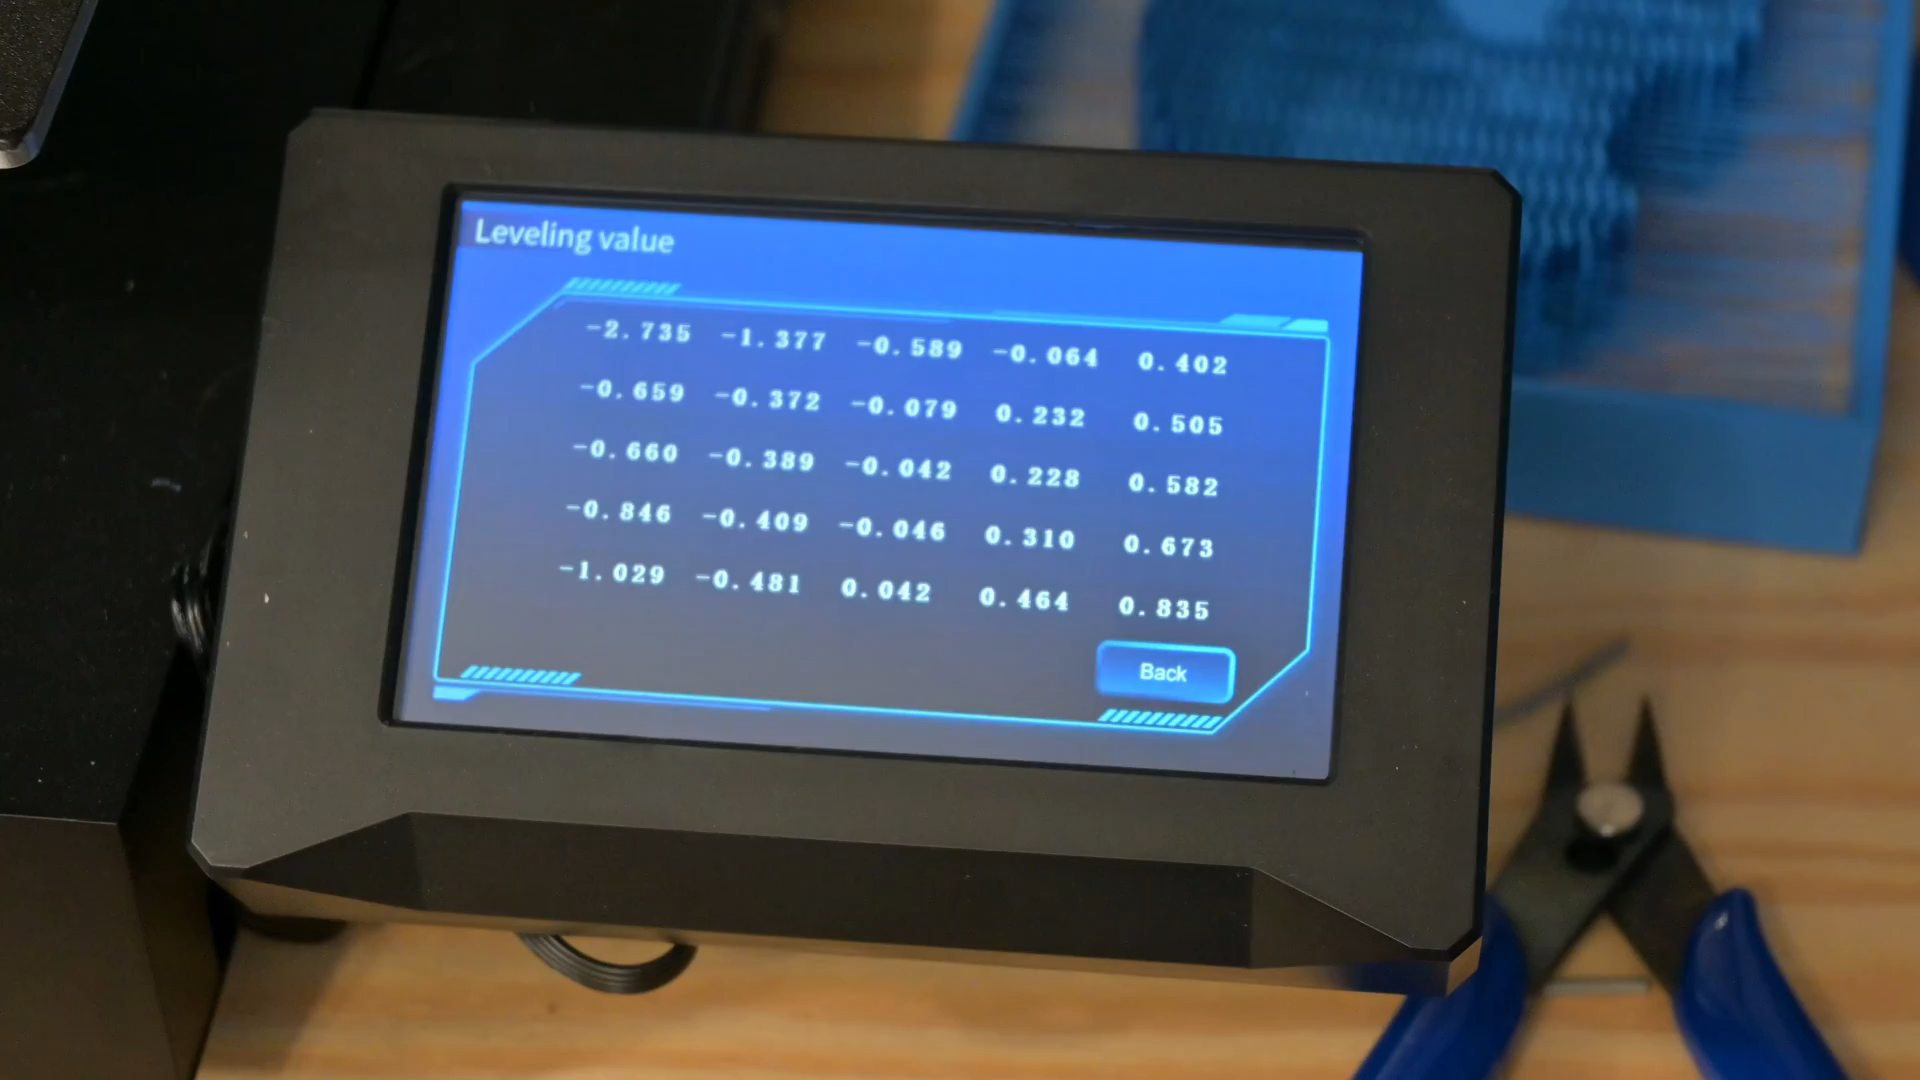 Leveling value
-2.735 -1.377 -0.589 -0.064 0.402
-0.659 -0.372 -0.079 0.232 0.505
-0.660 -0.389 -0.042 0.228 0.582
-0.846 -0.409 -0.046 0.310 0.673
-1.029 -0.481 0.042 0.464 0.835
Back